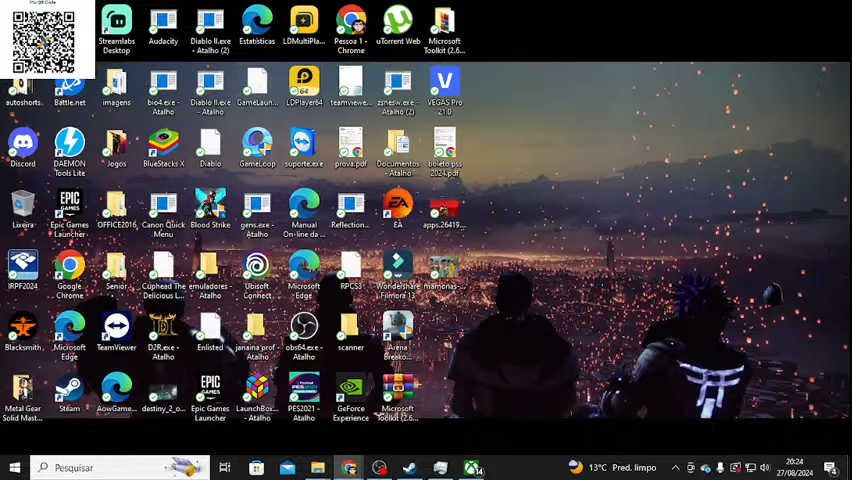 Pix QR Code
Streamlabs Desktop
Audacity
Diablo II.exe - Atalho (2)
Estatísticas
LDMultiPla...
Pessoa 1 - Chrome
uTorrent Web
Microsoft Toolkit (2.6...
autoshorts
Battle.net
imagens
bio4.exe - Atalho
Diablo II.exe - Atalho
GameLaun...
LDPlayer64
teamviewe...
zsnesw.exe - Atalho (2)
VEGAS Pro 21.0
Discord
DAEMON Tools Lite
Jogos
BlueStacks X
Diablo
GameLoop
suporte.exe
prova.pdf
Documentos - Atalho
boleto pss 2024.pdf
Lixeira
Epic Games Launcher
OFFICE2016
Canon Quick Menu
Blood Strike
gens.exe - Atalho
Manual On-line da ...
Reflection...
EA
apps.26419...
IRPF2024
Google Chrome
Senior
Cuphead The Delicious L...
emuladores - Atalho
Ubisoft Connect
Microsoft Edge
RPCS3
Wondershare Filmora 13
mamonas-...
Blacksmith
Microsoft Edge
TeamViewer
D2R.exe - Atalho
Enlisted
janaina prof - Atalho
obs64.exe - Atalho
scanner
Arena Breako...
Metal Gear Solid Mast...
Steam
AowGame...
destiny_2_o...
Epic Games Launcher
LaunchBox... - Atalho
PES2021 - Atalho
GeForce Experience
Microsoft Toolkit (2.6...
Pesquisar
14
13°C Pred. limpo
20:24
27/08/2024
4